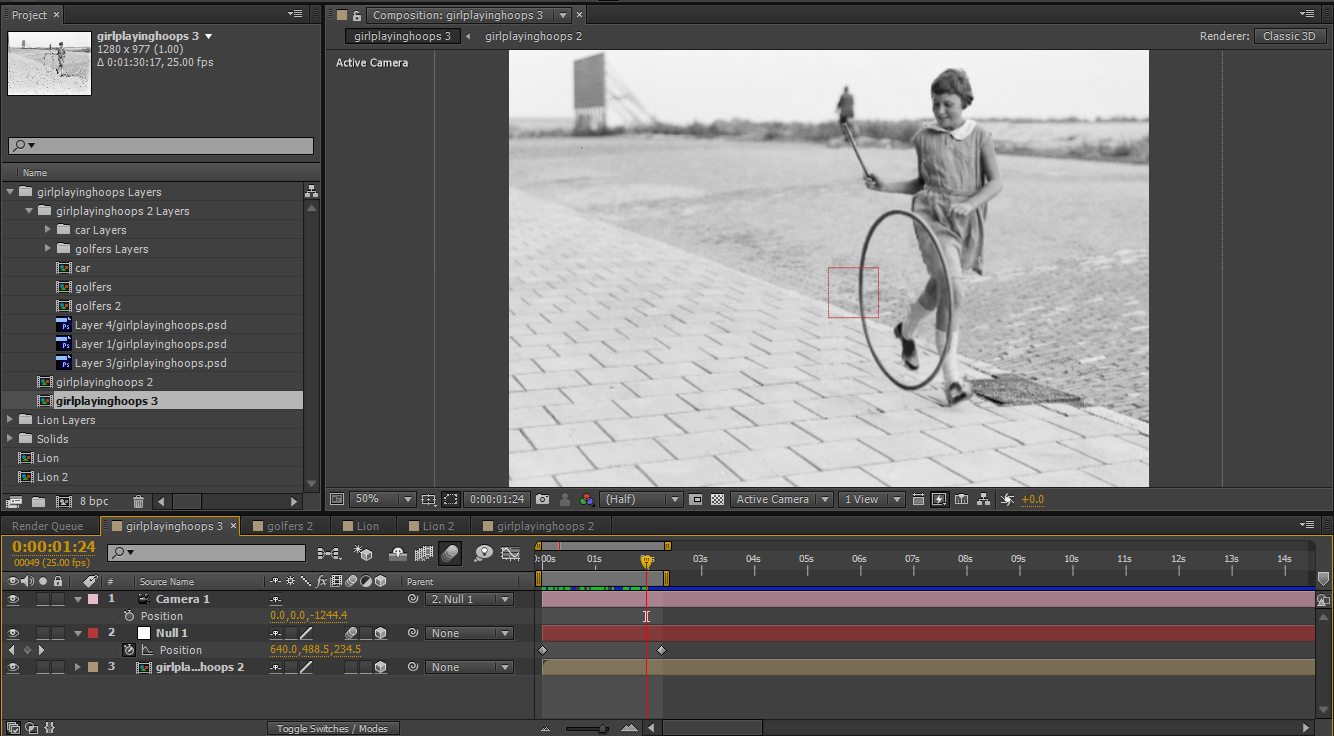 Project ×
girlplayinghoops 3
1280 x 977 (1.00)
Δ 0:01:30:17, 25.00 fps
Name
girlplayinghoops Layers
girlplayinghoops 2 Layers
car Layers
golfers Layers
car
golfers
golfers 2
Layer 4/girlplayinghoops.psd
Layer 1/girlplayinghoops.psd
Layer 3/girlplayinghoops.psd
girlplayinghoops 2
girlplayinghoops 3
Lion Layers
Solids
Lion
Lion 2
8 bpc
Composition: girlplayinghoops 3 ×
girlplayinghoops 3 girlplayinghoops 2
Renderer: Classic 3D
Active Camera
50% 0:00:01:24 (Half) Active Camera 1 View +0.0
Render Queue girlplayinghoops 3 × golfers 2 Lion Lion 2 girlplayinghoops 2
0:00:01:24
00049 (25.00 fps)
:00s 01s 03s 04s 05s 06s 07s 08s 09s 10s 11s 12s 13s 14s
# Source Name fx Parent
1 Camera 1 2. Null 1
Position 0.0,0.0,-1244.4
2 Null 1 None
Position 640.0,488.5,234.5
3 girlpla...hoops 2 None
Toggle Switches / Modes